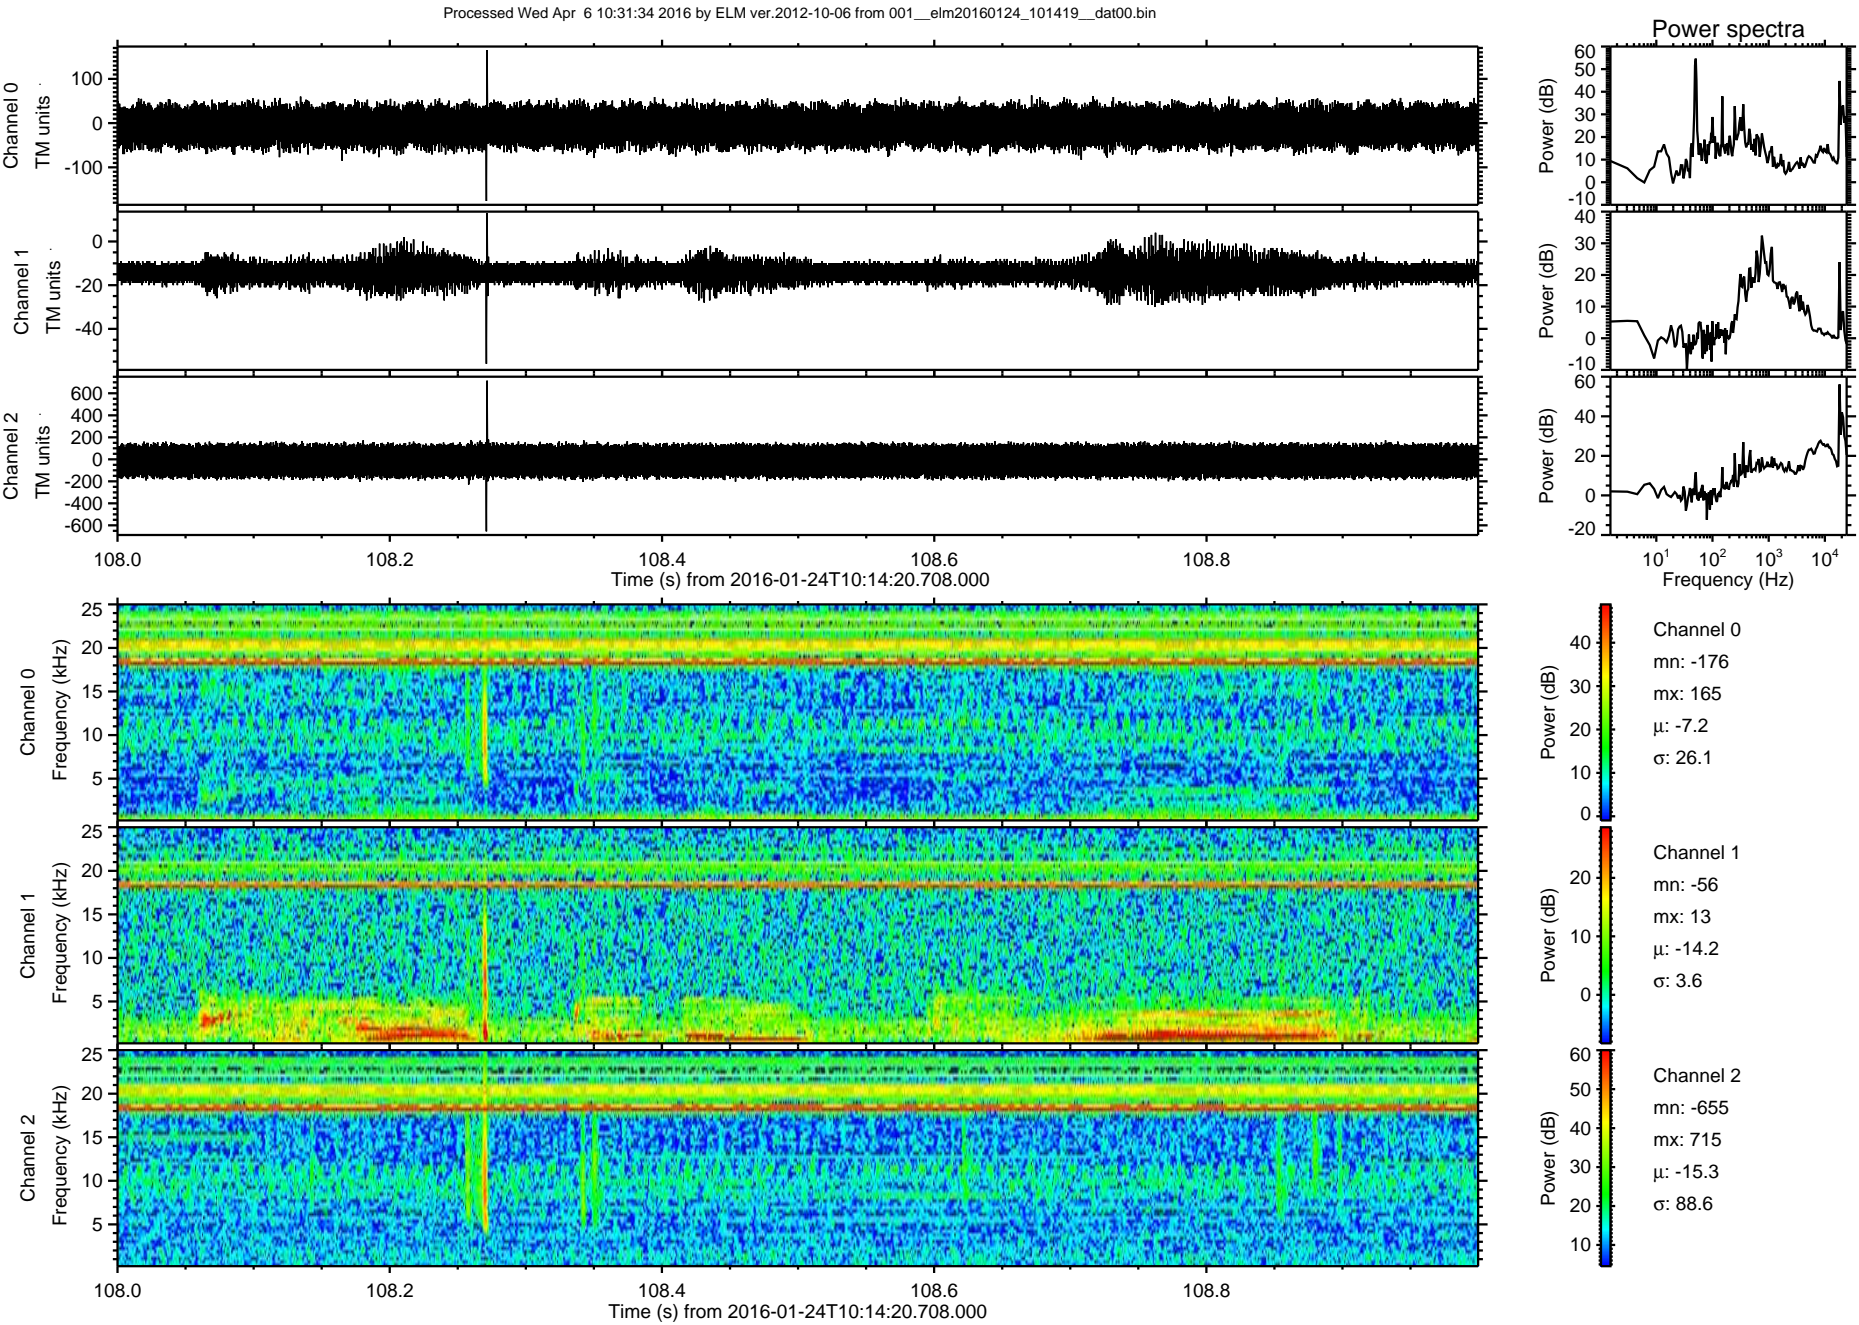 Processed Wed Apr  6 10:31:34 2016 by ELM ver.2012-10-06 from 001__elm20160124_101419__dat00.bin
Power spectra
Channel 0
TM units
100
0
-100
Power (dB)
60
50
40
30
20
10
0
-10
Channel 1
TM units
0
-20
-40
Power (dB)
40
30
20
10
0
-10
Channel 2
TM units
600
400
200
0
-200
-400
-600
Power (dB)
60
40
20
0
-20
108.0 108.2 108.4 108.6 108.8
Time (s) from 2016-01-24T10:14:20.708.000
10¹ 10² 10³ 10⁴
Frequency (Hz)
Channel 0
Frequency (kHz)
25
20
15
10
5
Power (dB)
40
30
20
10
0
Channel 0
mn: -176
mx: 165
μ: -7.2
σ: 26.1
Channel 1
Frequency (kHz)
25
20
15
10
5
Power (dB)
20
10
0
Channel 1
mn: -56
mx: 13
μ: -14.2
σ: 3.6
Channel 2
Frequency (kHz)
25
20
15
10
5
Power (dB)
60
50
40
30
20
10
Channel 2
mn: -655
mx: 715
μ: -15.3
σ: 88.6
108.0 108.2 108.4 108.6 108.8
Time (s) from 2016-01-24T10:14:20.708.000